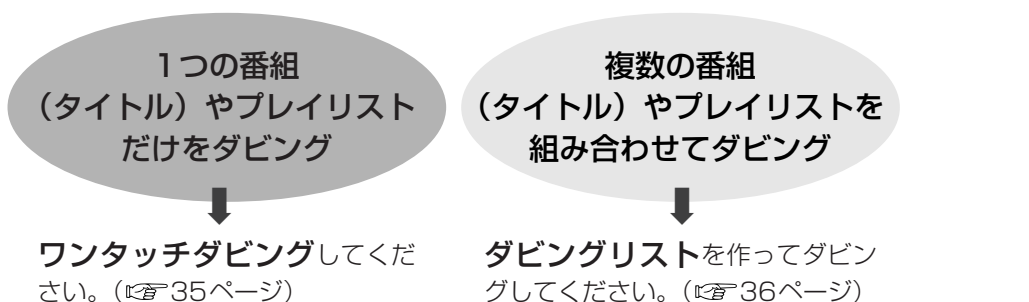 1つの番組
（タイトル）やプレイリスト
だけをダビング
ワンタッチダビングしてくだ
さい。（☞35ページ）
複数の番組
（タイトル）やプレイリストを
組み合わせてダビング
ダビングリストを作ってダビン
グしてください。（☞36ページ）